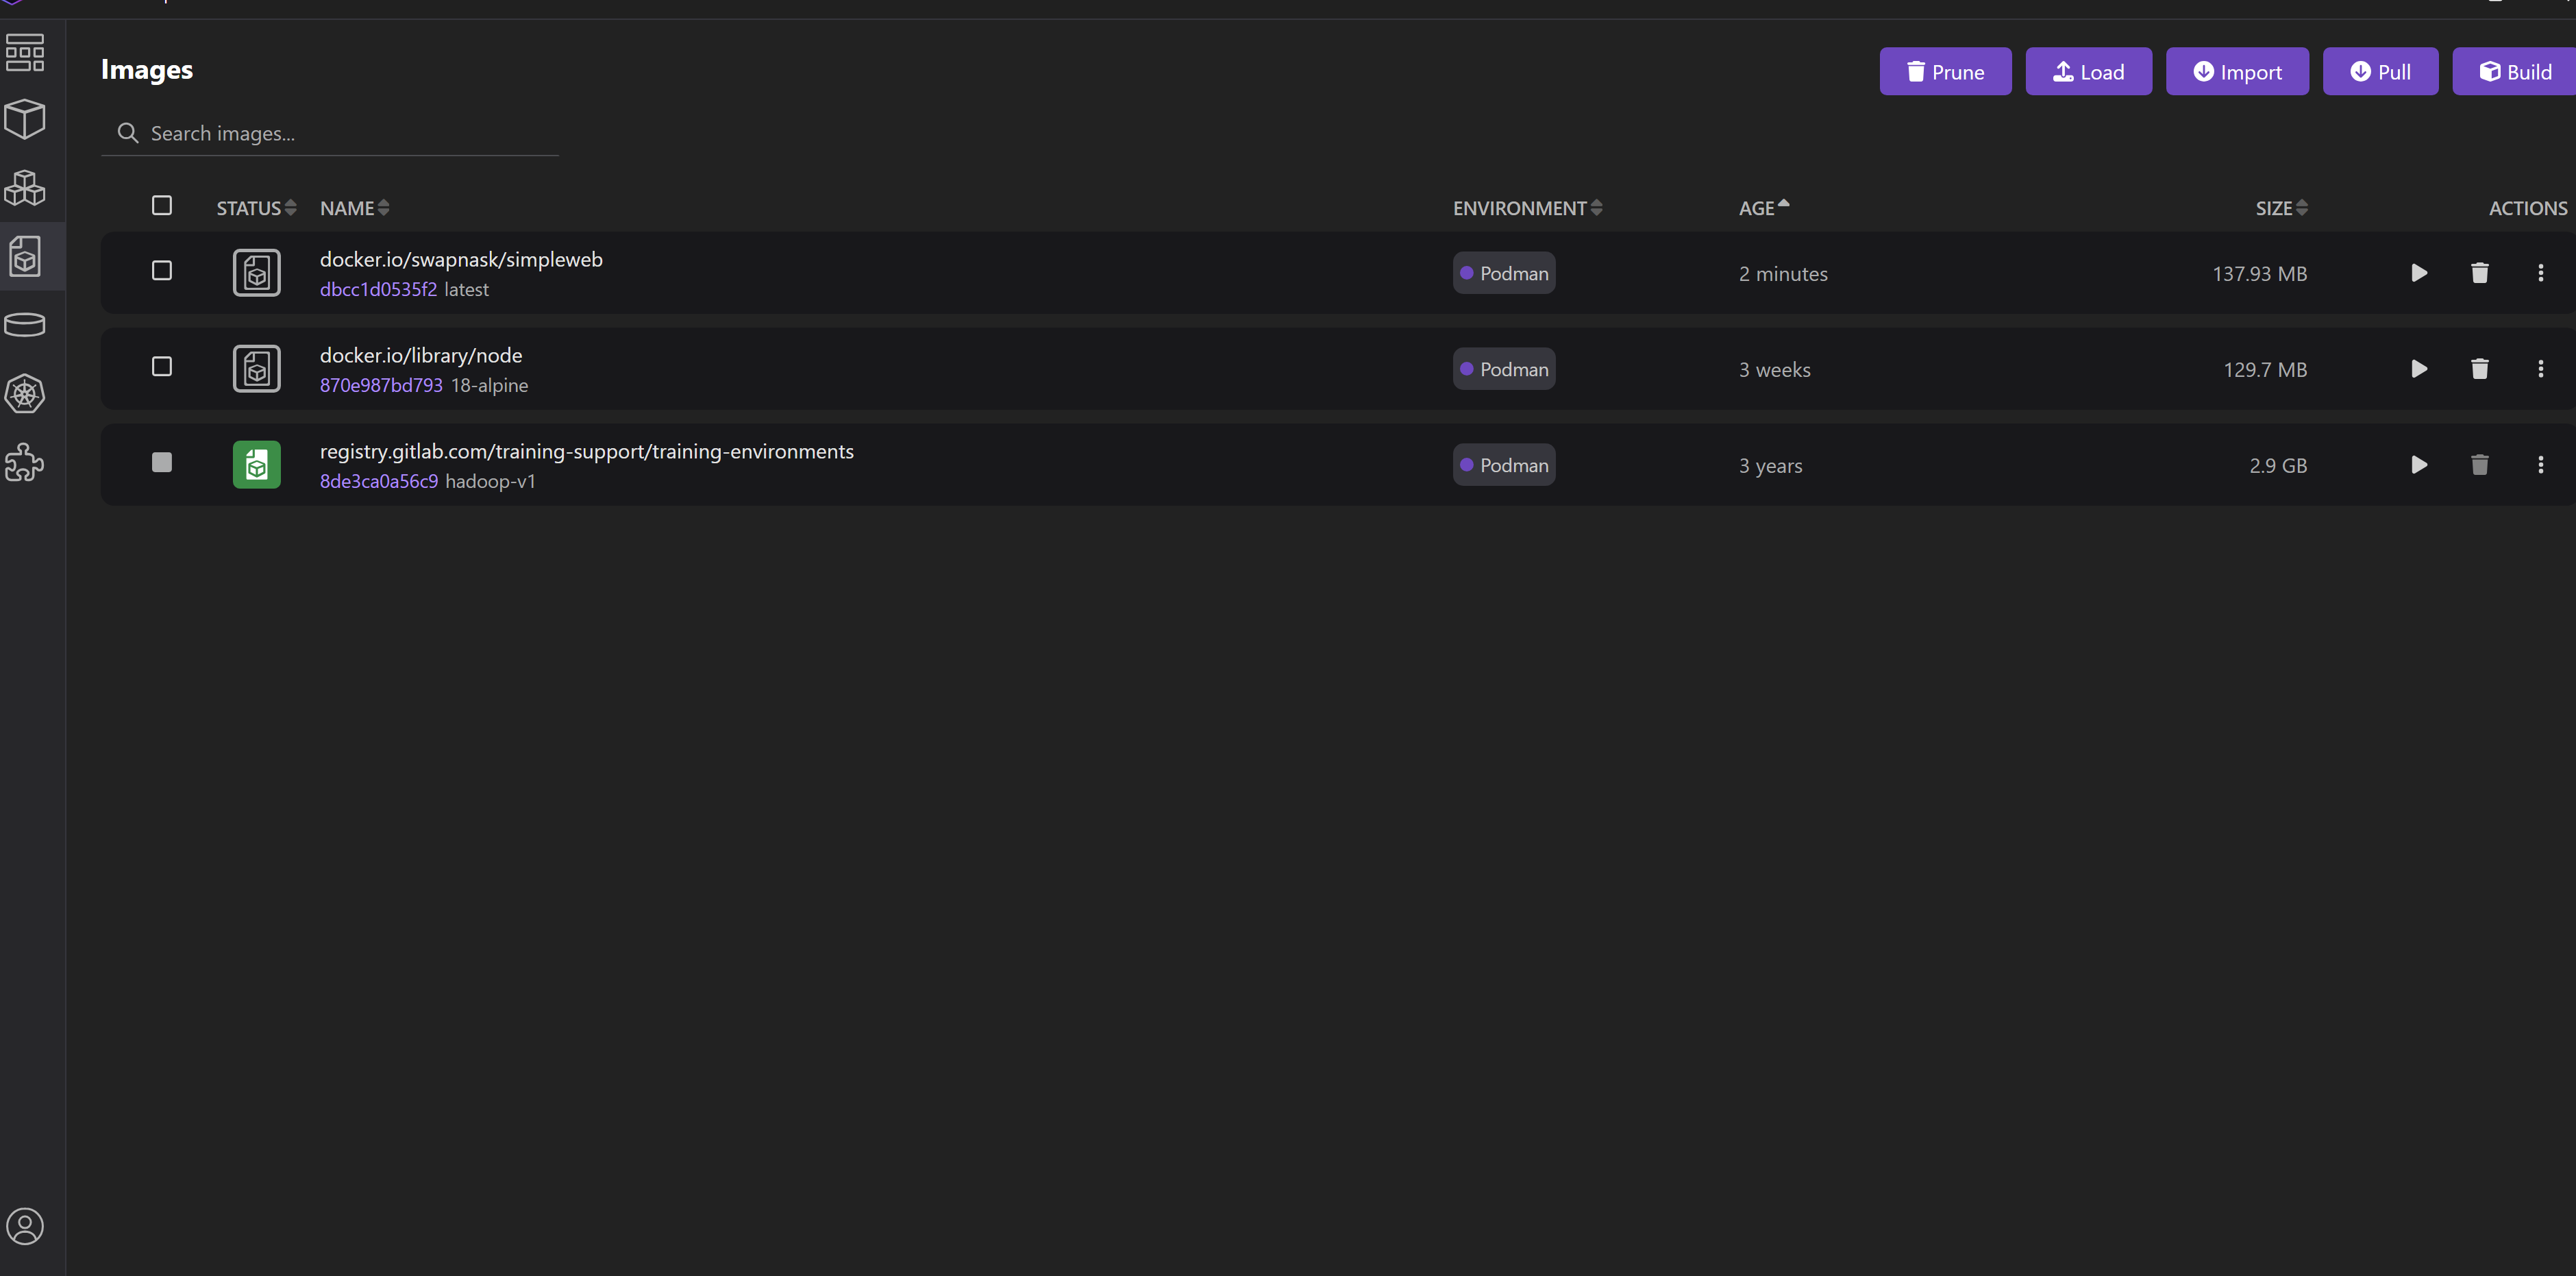 Images
Prune Load Import Pull Build
Search images...
STATUS NAME ENVIRONMENT AGE SIZE ACTIONS
docker.io/swapnask/simpleweb
dbcc1d0535f2 latest
Podman 2 minutes 137.93 MB
docker.io/library/node
870e987bd793 18-alpine
Podman 3 weeks 129.7 MB
registry.gitlab.com/training-support/training-environments
8de3ca0a56c9 hadoop-v1
Podman 3 years 2.9 GB